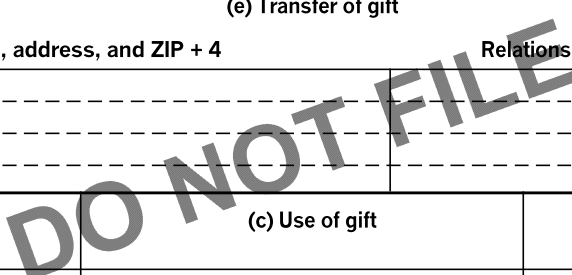 (e) Transfer of gift
, address, and ZIP + 4
Relations
DO NOT FILE
(c) Use of gift